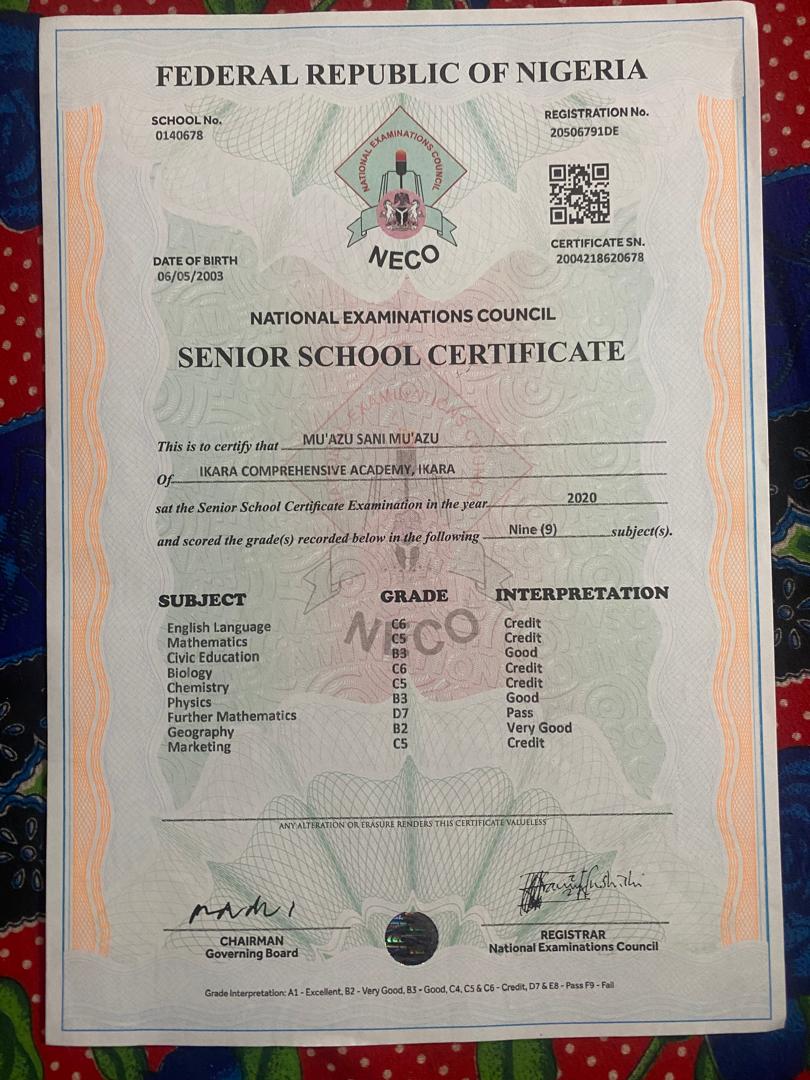 FEDERAL REPUBLIC OF NIGERIA
SCHOOL No.
0140678
REGISTRATION No.
20506791DE
NATIONAL EXAMINATIONS COUNCIL
NECO
CERTIFICATE SN.
2004218620678
DATE OF BIRTH
06/05/2003
NATIONAL EXAMINATIONS COUNCIL
SENIOR SCHOOL CERTIFICATE
This is to certify that MU'AZU SANI MU'AZU
Of IKARA COMPREHENSIVE ACADEMY, IKARA
sat the Senior School Certificate Examination in the year 2020
and scored the grade(s) recorded below in the following Nine (9) subject(s).
SUBJECT GRADE INTERPRETATION
English Language C6 Credit
Mathematics C5 Credit
Civic Education B3 Good
Biology C6 Credit
Chemistry C5 Credit
Physics B3 Good
Further Mathematics D7 Pass
Geography B2 Very Good
Marketing C5 Credit
NECO
ANY ALTERATION OR ERASURE RENDERS THIS CERTIFICATE VALUELESS
CHAIRMAN
Governing Board
REGISTRAR
National Examinations Council
Grade Interpretation: A1 - Excellent, B2 - Very Good, B3 - Good, C4, C5 & C6 - Credit, D7 & E8 - Pass F9 - Fail